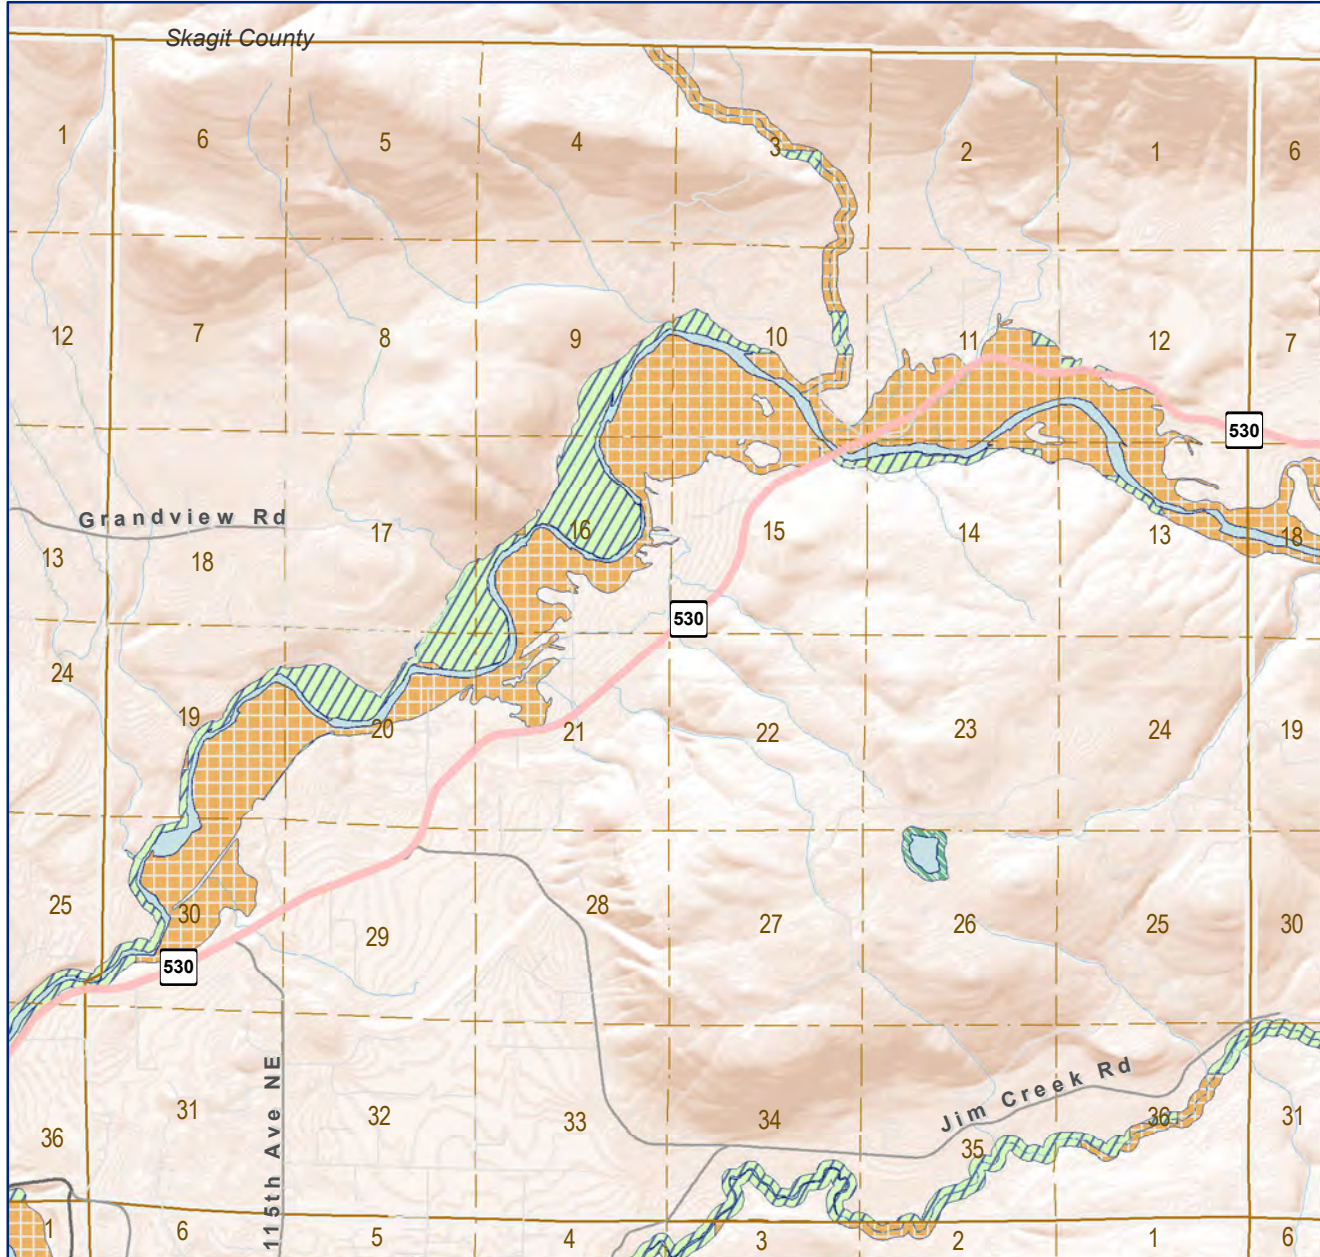 Skagit County
1 6 5 4 3 2 1 6
12 7 8 9 10 11 12 7
530
Grandview Rd
13 18 17 16 15 14 13 18
530
24 19 20 21 22 23 24 19
25 30 29 28 27 26 25 30
530
115th Ave NE
Jim Creek Rd
36 31 32 33 34 35 36 31
1 6 5 4 3 2 1 6